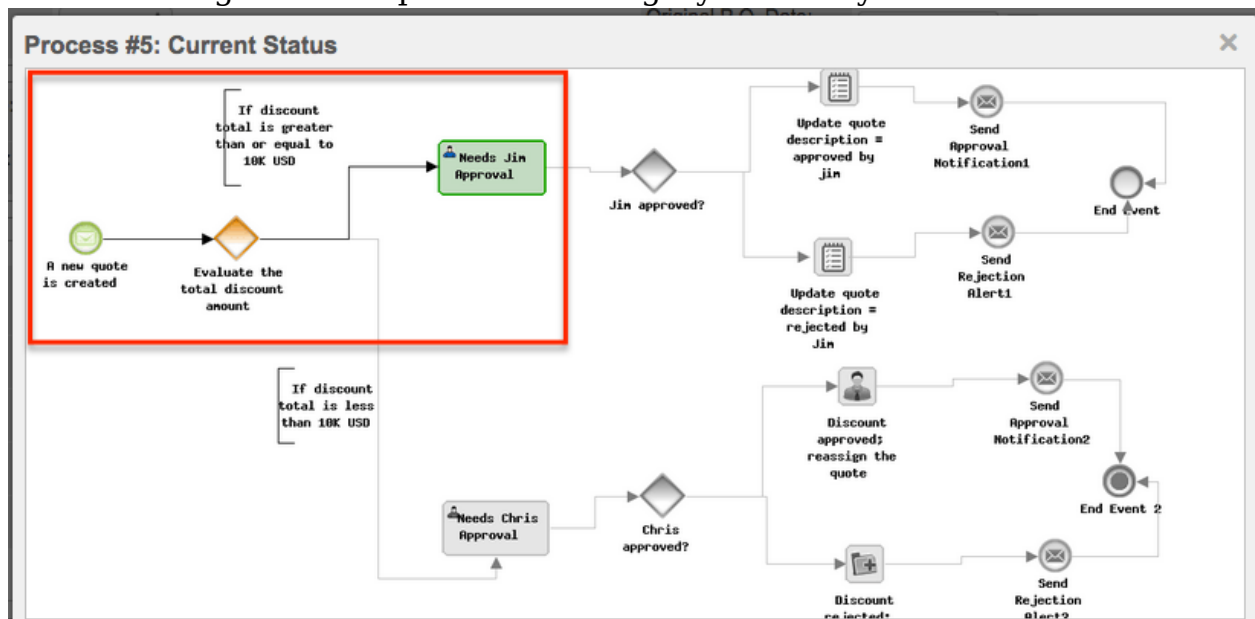 Process #5: Current Status
If discount
total is greater
than or equal to
10K USD
Needs Jim
Approval
Jim approved?
Update quote
description =
approved by
jim
Send
Approval
Notification1
End Event
A new quote
is created
Evaluate the
total discount
amount
Update quote
description =
rejected by
Jim
Send
Rejection
Alert1
If discount
total is less
than 10K USD
Needs Chris
Approval
Chris
approved?
Discount
approved;
reassign the
quote
Send
Approval
Notification2
End Event 2
Discount
rejected:
Send
Rejection
Alert2